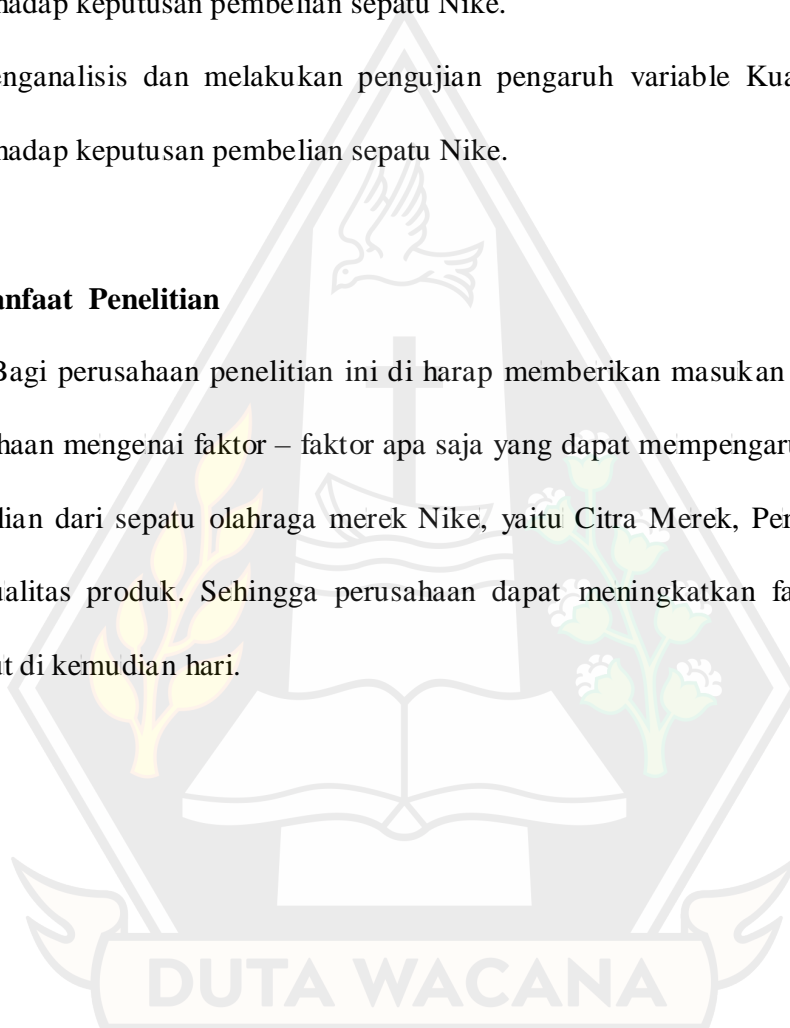 hadap keputusan pembelian sepatu Nike.
enganalisis dan melakukan pengujian pengaruh variable Kua
hadap keputusan pembelian sepatu Nike.
anfaat Penelitian
Bagi perusahaan penelitian ini di harap memberikan masukan
haan mengenai faktor – faktor apa saja yang dapat mempengaru
lian dari sepatu olahraga merek Nike, yaitu Citra Merek, Per
ualitas produk. Sehingga perusahaan dapat meningkatkan fa
ut di kemudian hari.
DUTA WACANA